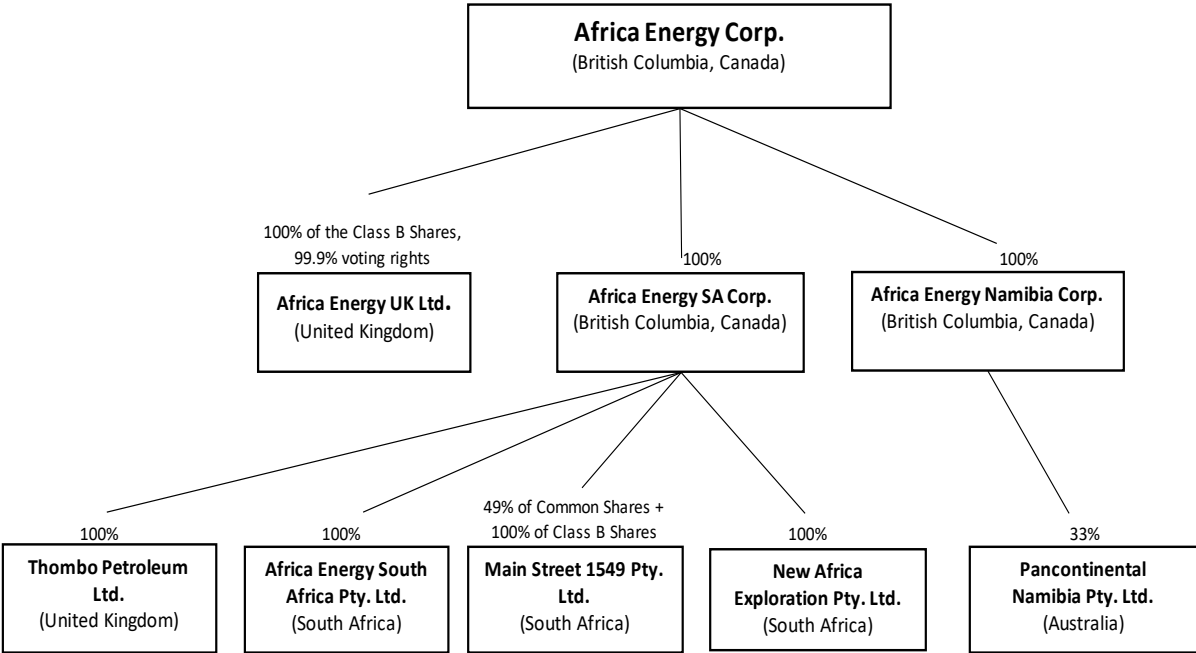 Africa Energy Corp.
(British Columbia, Canada)
100% of the Class B Shares,
99.9% voting rights
Africa Energy UK Ltd.
(United Kingdom)
100%
Africa Energy SA Corp.
(British Columbia, Canada)
100%
Africa Energy Namibia Corp.
(British Columbia, Canada)
100%
Thombo Petroleum
Ltd.
(United Kingdom)
100%
Africa Energy South
Africa Pty. Ltd.
(South Africa)
49% of Common Shares +
100% of Class B Shares
Main Street 1549 Pty.
Ltd.
(South Africa)
100%
New Africa
Exploration Pty. Ltd.
(South Africa)
33%
Pancontinental
Namibia Pty. Ltd.
(Australia)